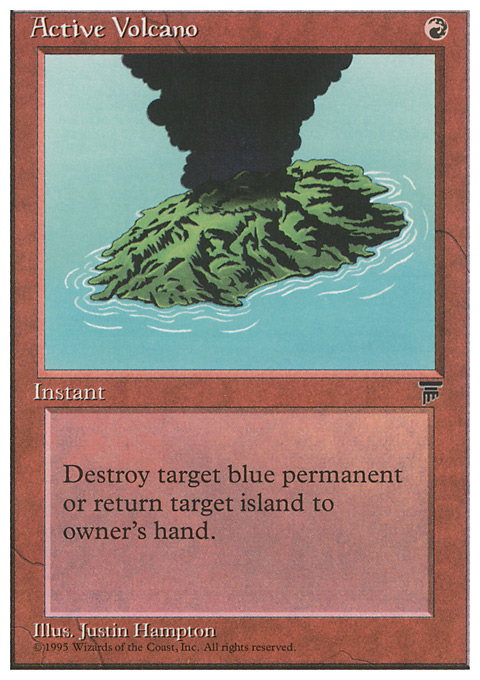 Active Volcano
Instant
Destroy target blue permanent
or return target island to
owner's hand.
Illus. Justin Hampton
©1995 Wizards of the Coast, Inc. All rights reserved.